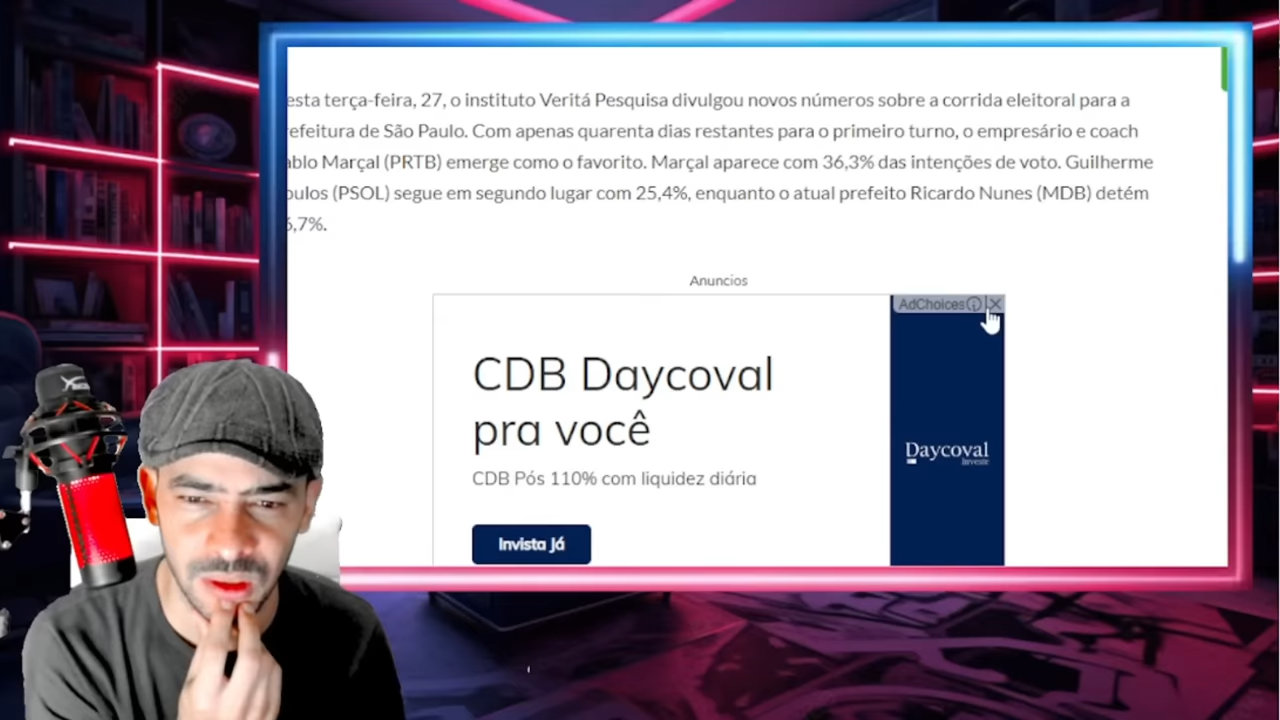 esta terça-feira, 27, o instituto Veritá Pesquisa divulgou novos números sobre a corrida eleitoral para a
refeitura de São Paulo. Com apenas quarenta dias restantes para o primeiro turno, o empresário e coach
ablo Marçal (PRTB) emerge como o favorito. Marçal aparece com 36,3% das intenções de voto. Guilherme
oulos (PSOL) segue em segundo lugar com 25,4%, enquanto o atual prefeito Ricardo Nunes (MDB) detém
6,7%.
Anuncios
AdChoices
CDB Daycoval
pra você
CDB Pós 110% com liquidez diária
Daycoval
Investe
Invista Já